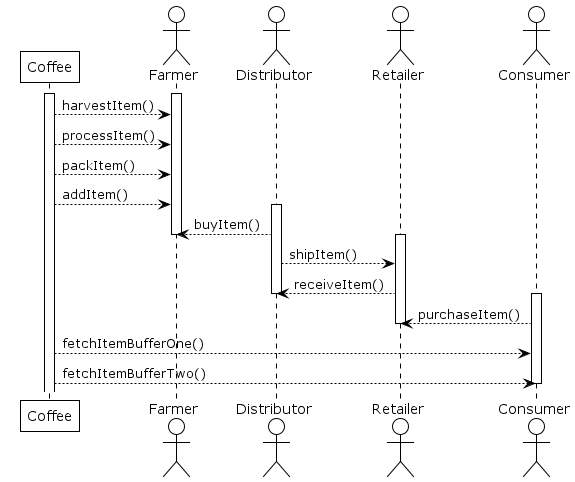 Coffee
Farmer
Distributor
Retailer
Consumer
harvestItem()
processItem()
packItem()
addItem()
buyItem()
shipItem()
receiveItem()
purchaseItem()
fetchItemBufferOne()
fetchItemBufferTwo()
Coffee
Farmer
Distributor
Retailer
Consumer